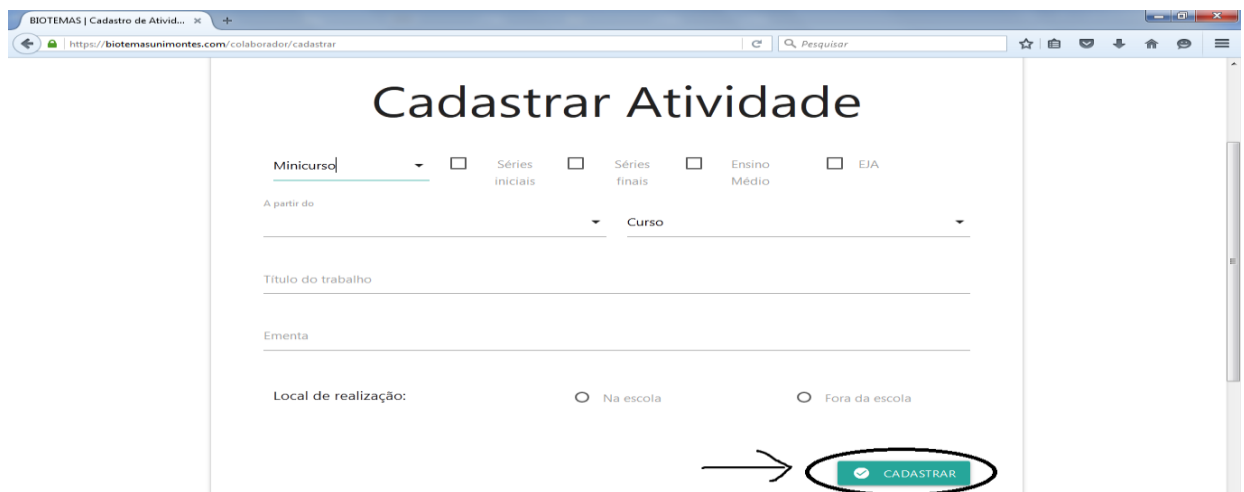 BIOTEMAS | Cadastro de Ativid...
https://biotemasunimontes.com/colaborador/cadastrar
Pesquisar
Cadastrar Atividade
Minicurso
Séries iniciais
Séries finais
Ensino Médio
EJA
A partir do
Curso
Título do trabalho
Ementa
Local de realização:
Na escola
Fora da escola
CADASTRAR